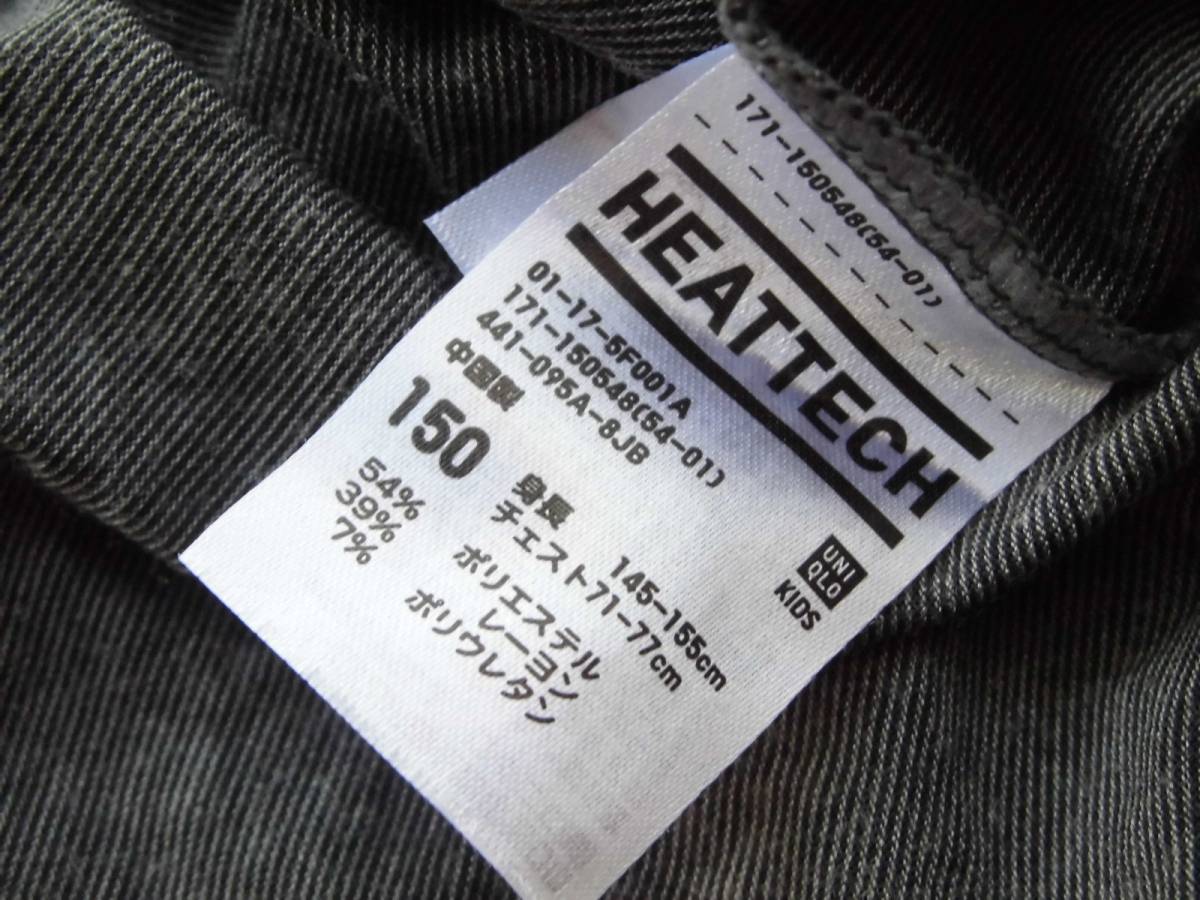 171-150548(54-01)
HEATTECH
UNI
QLO
KIDS
01-17-5F001A
171-150548(54-01)
441-095A-8JB
中国製
150
身長 145-155cm
チェスト71-77cm
54% ポリエステル
39% レーヨン
7% ポリウレタン